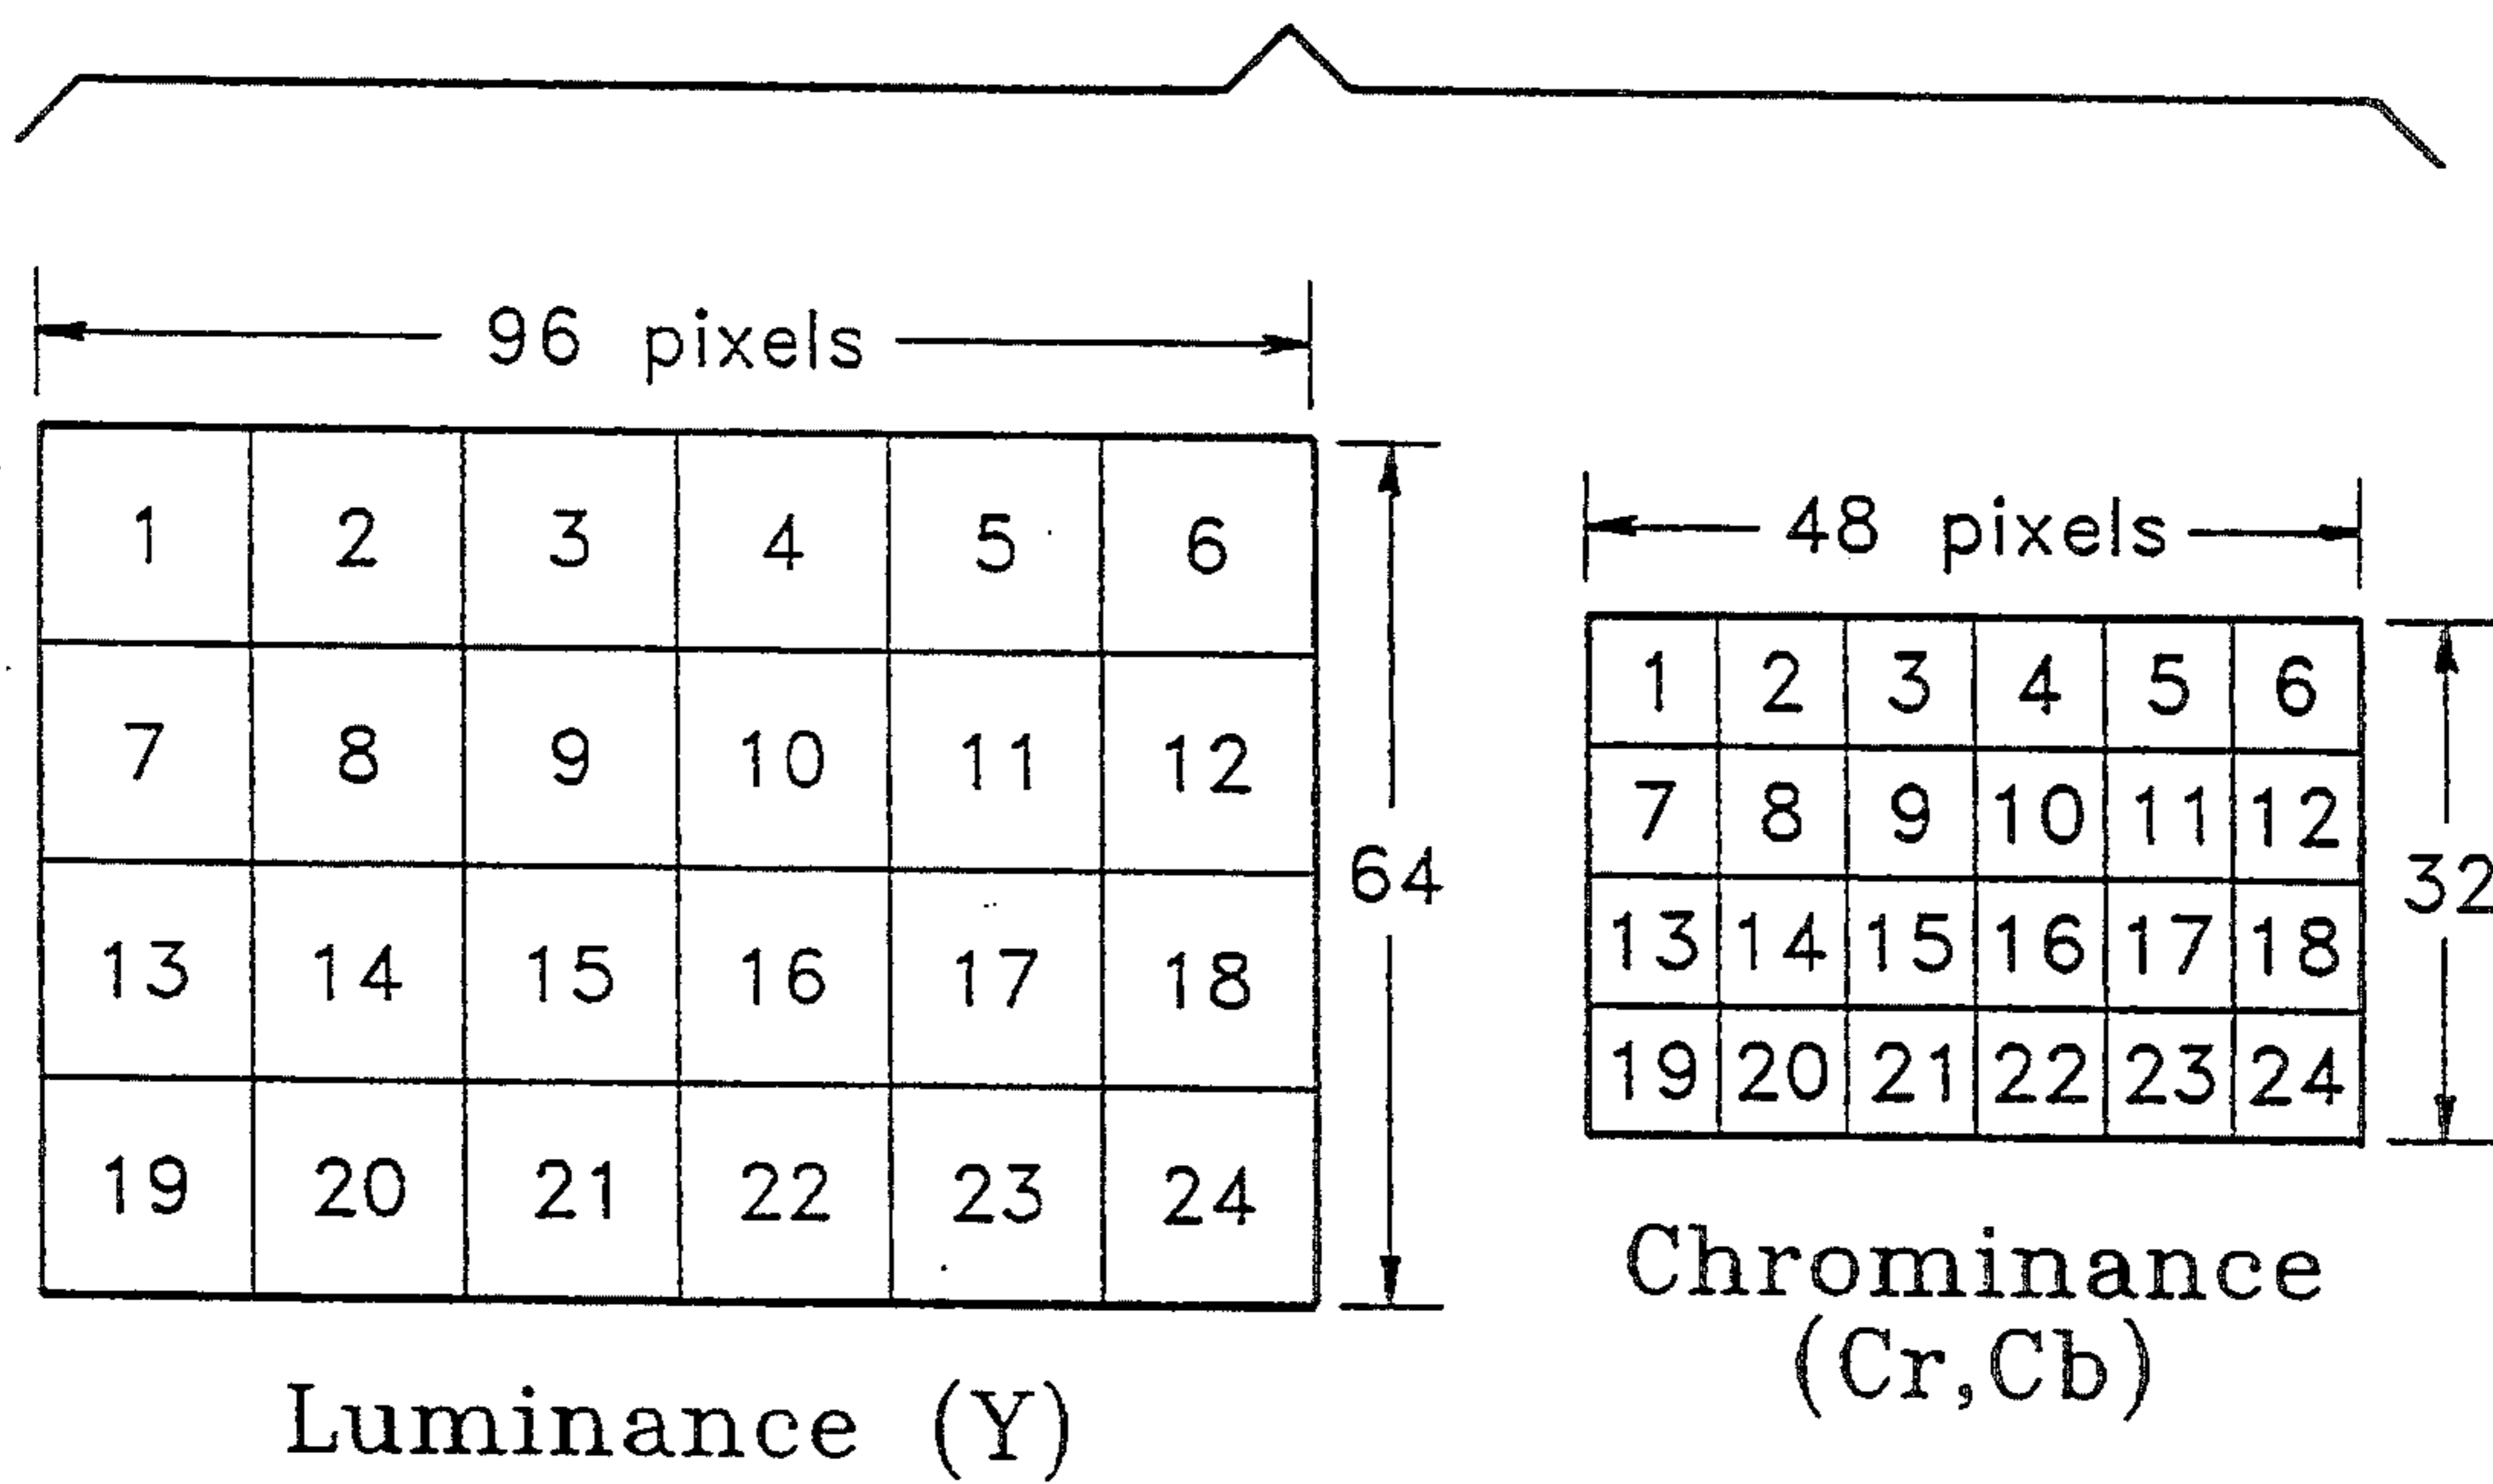 96 pixels
1 2 3 4 5 6
7 8 9 10 11 12
13 14 15 16 17 18
19 20 21 22 23 24
64
Luminance (Y)
48 pixels
1 2 3 4 5 6
7 8 9 10 11 12
13 14 15 16 17 18
19 20 21 22 23 24
32
Chrominance
(Cr,Cb)